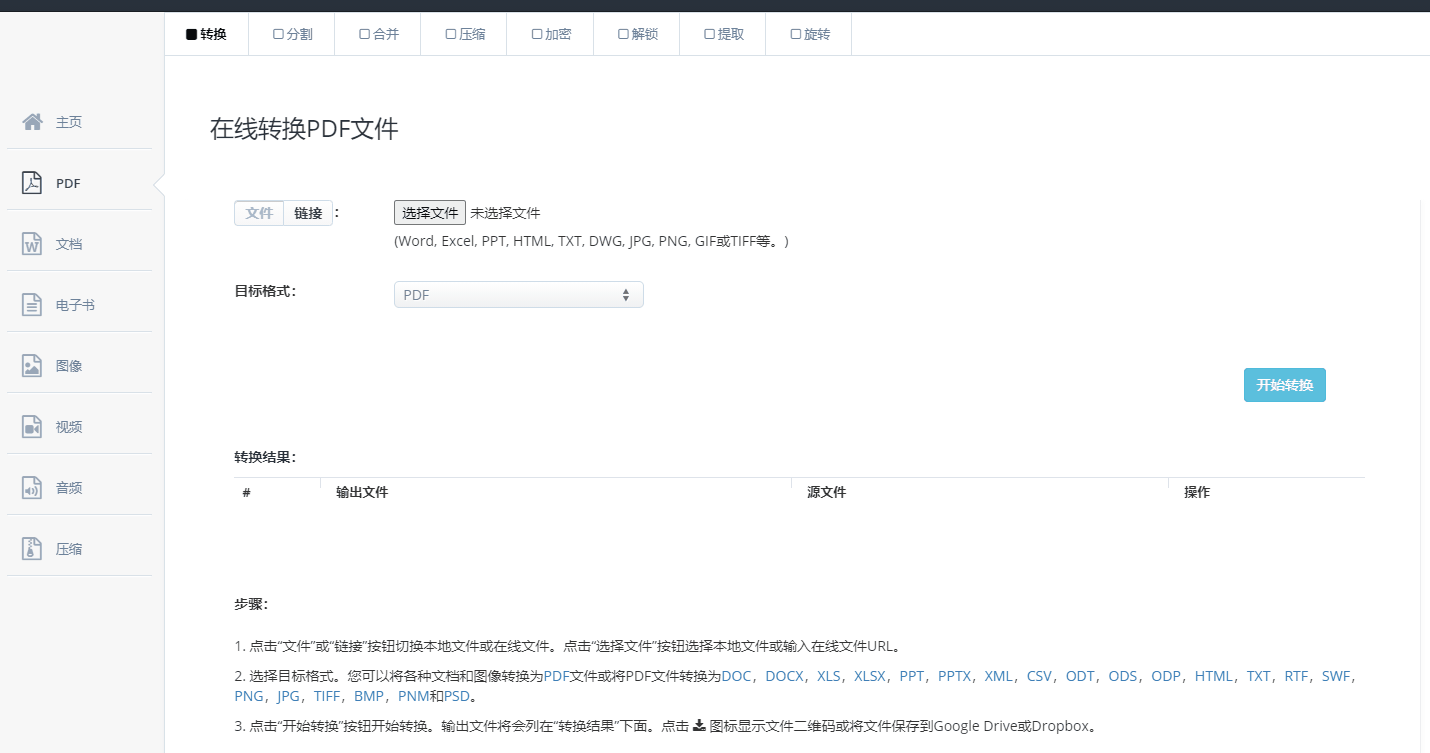 转换
分割
合并
压缩
加密
解锁
提取
旋转
主页
PDF
文档
电子书
图像
视频
音频
压缩
在线转换PDF文件
文件 链接 :
选择文件 未选择文件
(Word, Excel, PPT, HTML, TXT, DWG, JPG, PNG, GIF或TIFF等。)
目标格式:
PDF
开始转换
转换结果:
# 输出文件 源文件 操作
步骤:
1. 点击“文件”或“链接”按钮切换本地文件或在线文件。点击“选择文件”按钮选择本地文件或输入在线文件URL。
2. 选择目标格式。您可以将各种文档和图像转换为PDF文件或将PDF文件转换为DOC，DOCX，XLS，XLSX，PPT，PPTX，XML，CSV，ODT，ODS，ODP，HTML，TXT，RTF，SWF，
PNG，JPG，TIFF，BMP，PNM和PSD。
3. 点击“开始转换”按钮开始转换。输出文件将会列在“转换结果”下面。点击 图标显示文件二维码或将文件保存到Google Drive或Dropbox。